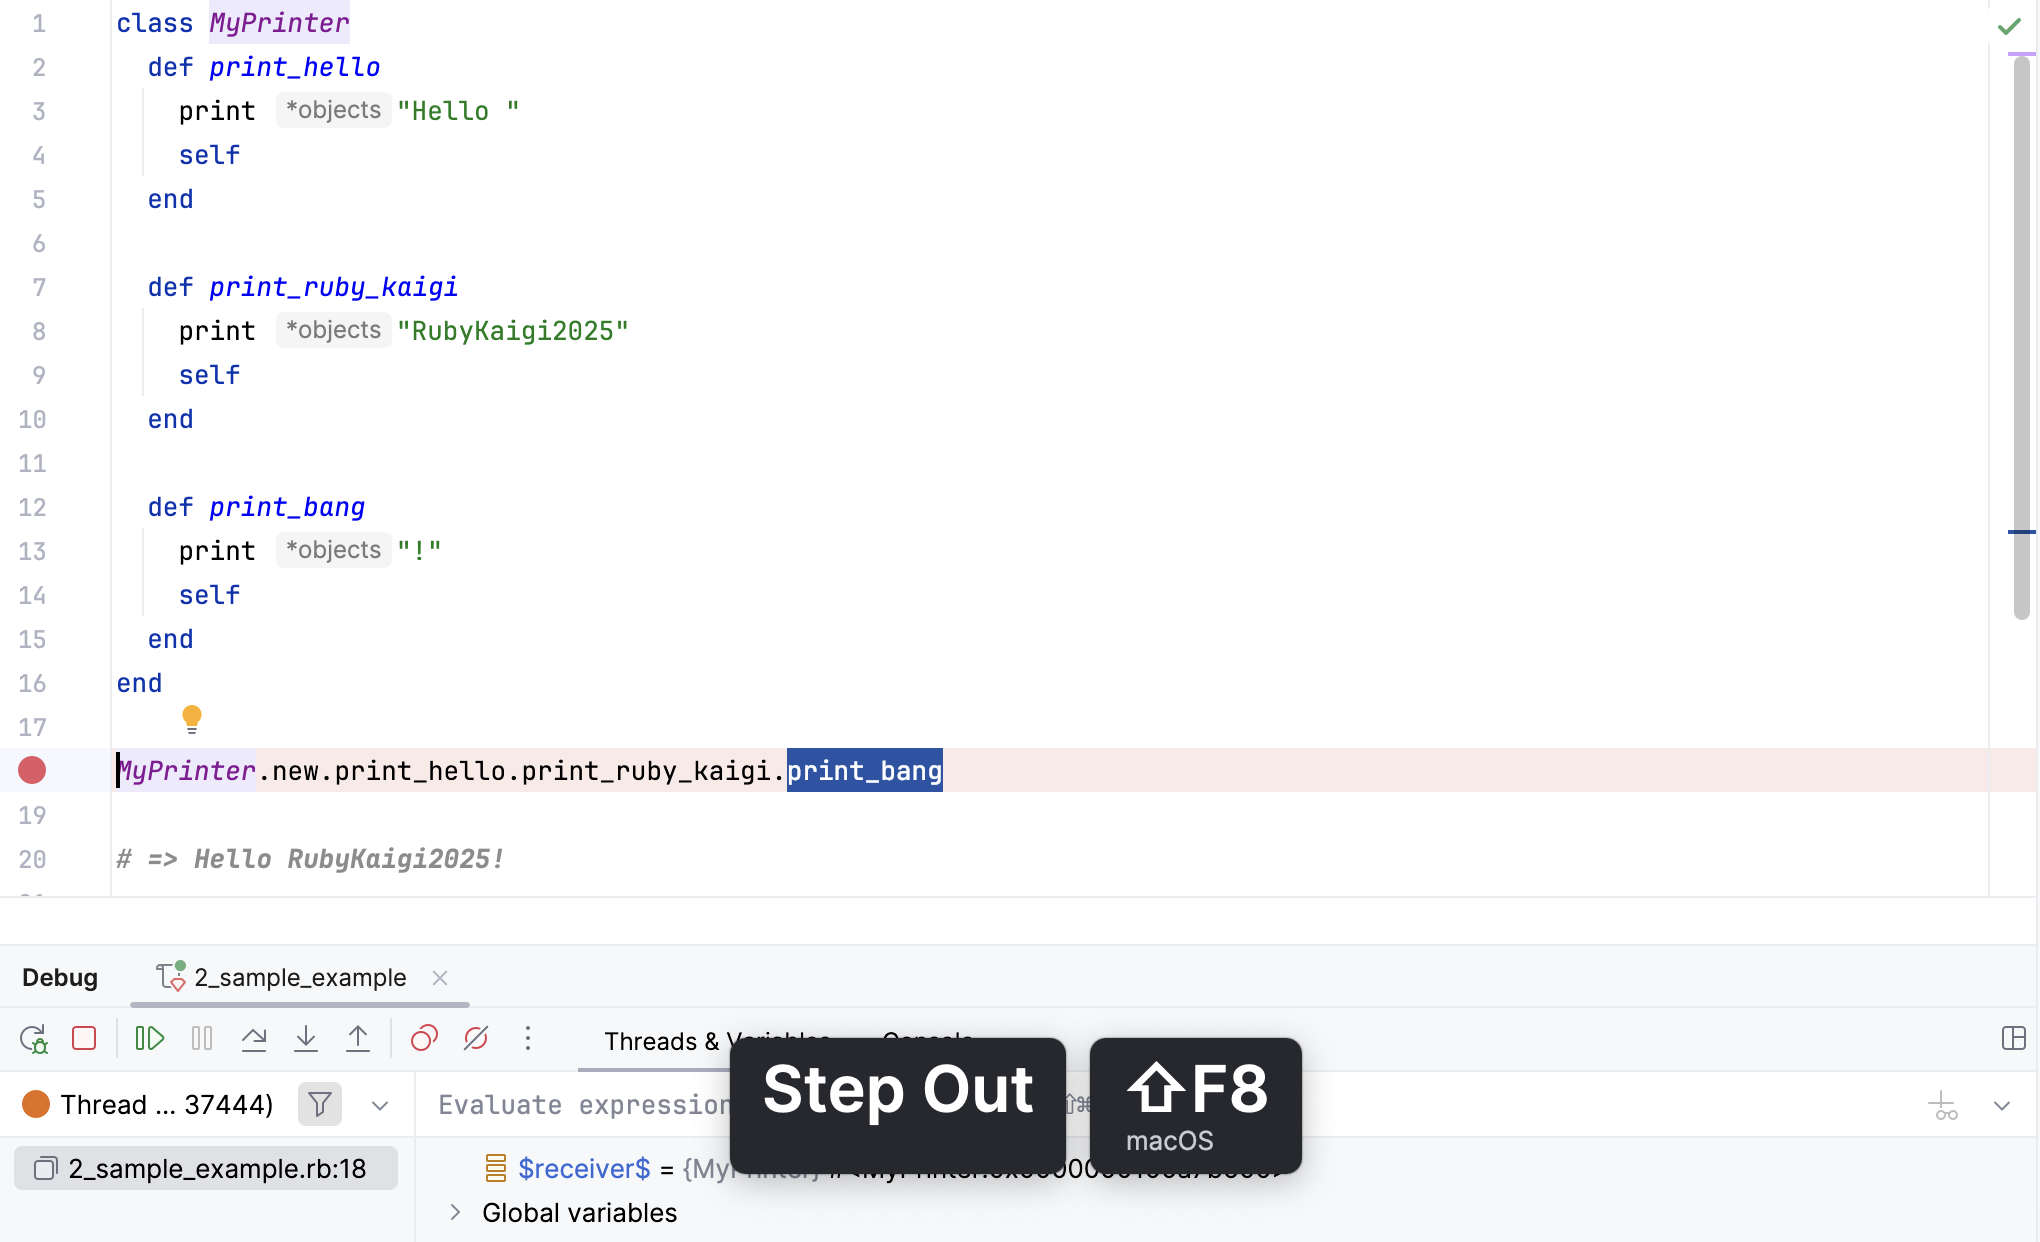 1 class MyPrinter
2 def print_hello
3 print *objects "Hello "
4 self
5 end
6
7 def print_ruby_kaigi
8 print *objects "RubyKaigi2025"
9 self
10 end
11
12 def print_bang
13 print *objects "!"
14 self
15 end
16 end
17
MyPrinter.new.print_hello.print_ruby_kaigi.print_bang
19
20 # => Hello RubyKaigi2025!
Debug 2_sample_example
Threads & Variables Console
Step Out ⇧F8
macOS
Thread ... 37444) Evaluate expression
2_sample_example.rb:18 $receiver$ = {MyPrinter}
Global variables